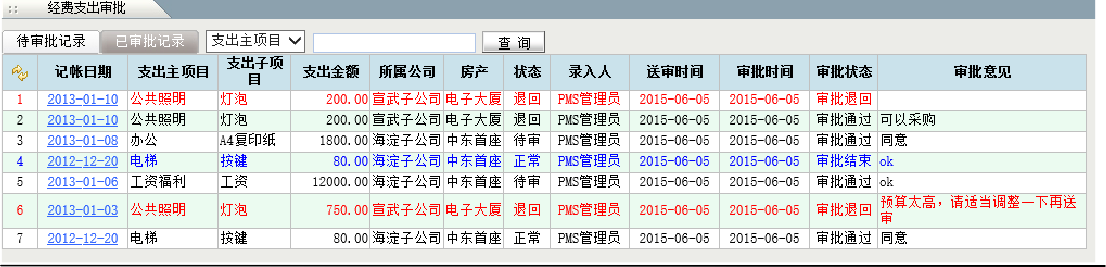 经费支出审批
待审批记录 已审批记录 支出主项目 查 询
记帐日期 支出主项目 支出子项目 支出金额 所属公司 房产 状态 录入人 送审时间 审批时间 审批状态 审批意见
1 2013-01-10 公共照明 灯泡 200.00 宣武子公司 电子大厦 退回 PMS管理员 2015-06-05 2015-06-05 审批退回
2 2013-01-10 公共照明 灯泡 200.00 宣武子公司 电子大厦 退回 PMS管理员 2015-06-05 2015-06-05 审批通过 可以采购
3 2013-01-08 办公 A4复印纸 1800.00 海淀子公司 中东首座 待审 PMS管理员 2015-06-05 2015-06-05 审批通过 同意
4 2012-12-20 电梯 按键 80.00 海淀子公司 中东首座 正常 PMS管理员 2015-06-05 2015-06-05 审批结束 ok
5 2013-01-06 工资福利 工资 12000.00 海淀子公司 中东首座 待审 PMS管理员 2015-06-05 2015-06-05 审批通过 ok
6 2013-01-03 公共照明 灯泡 750.00 宣武子公司 电子大厦 退回 PMS管理员 2015-06-05 2015-06-05 审批退回 预算太高，请适当调整一下再送审
7 2012-12-20 电梯 按键 80.00 海淀子公司 中东首座 正常 PMS管理员 2015-06-05 2015-06-05 审批通过 同意